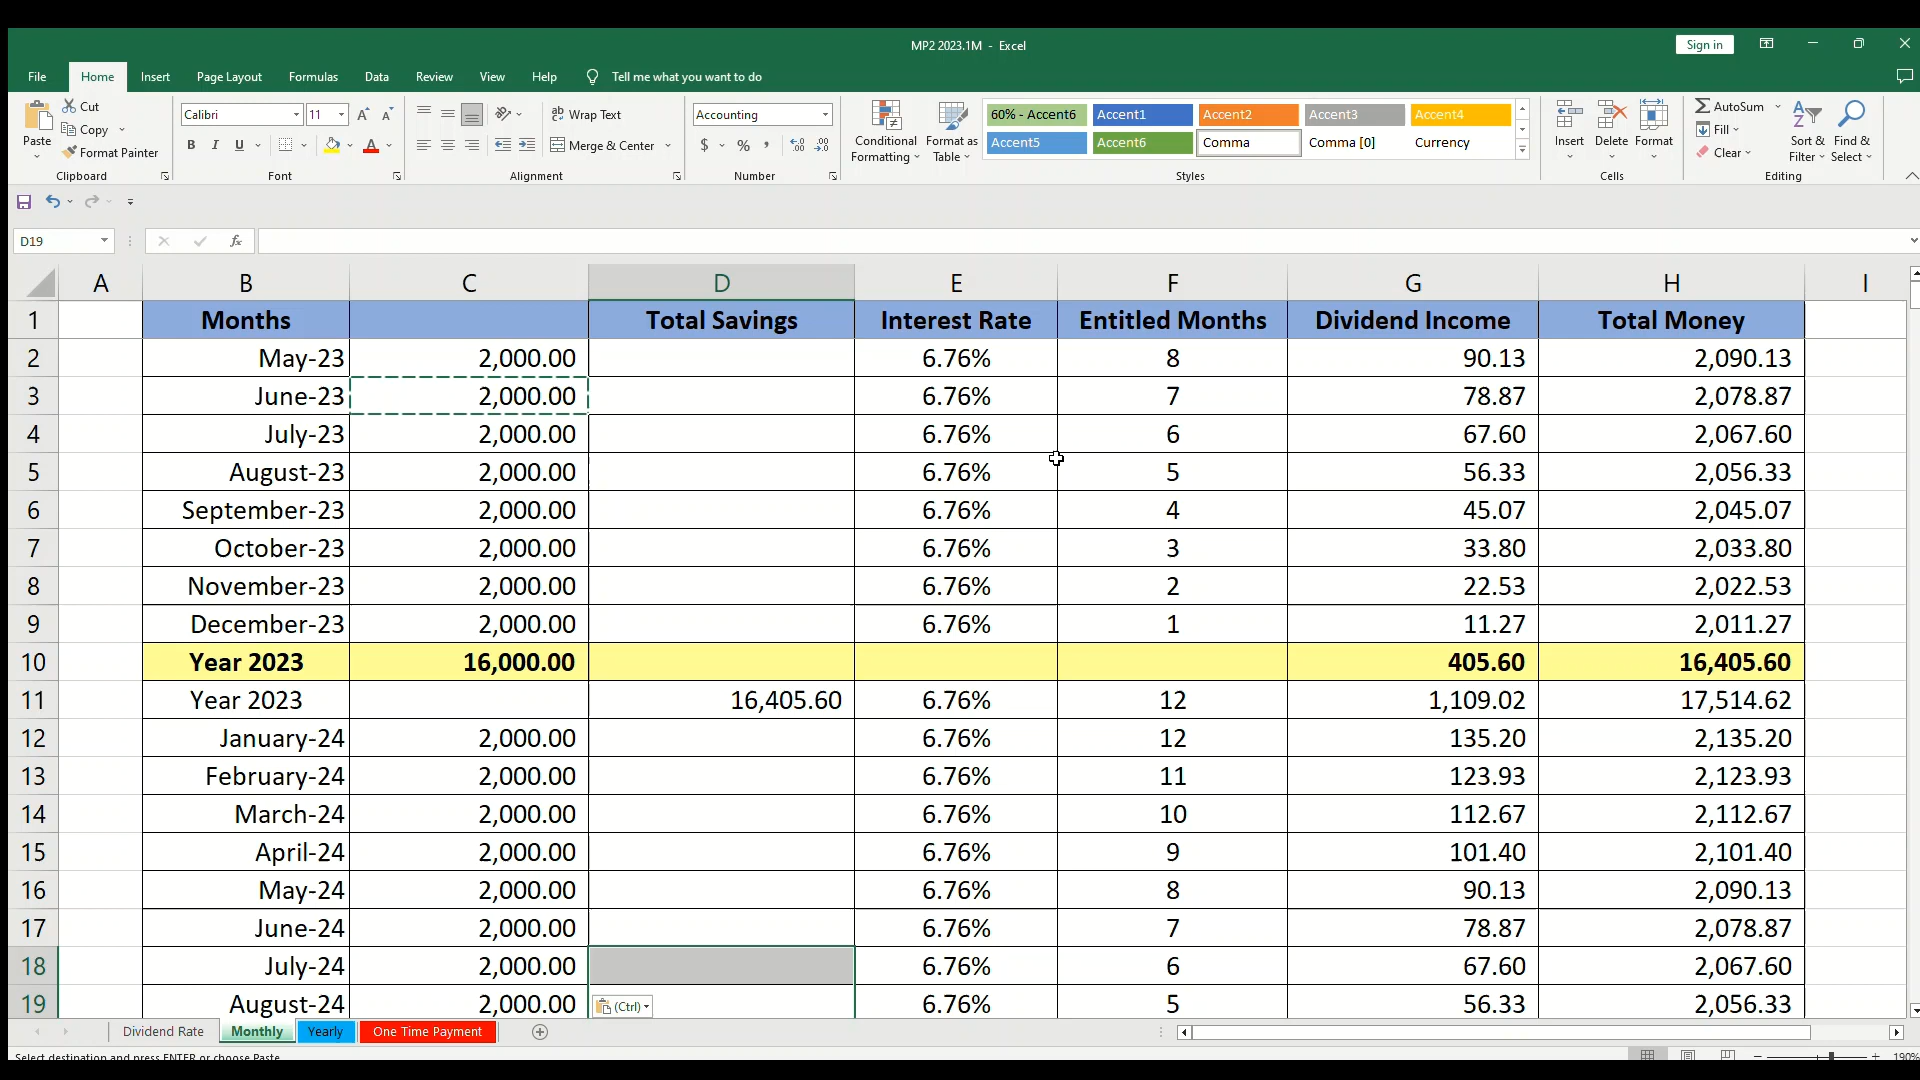 MP2 2023.1M - Excel
Sign in
File Home Insert Page Layout Formulas Data Review View Help Tell me what you want to do
Paste
Cut
Copy
Format Painter
Clipboard
Calibri 11
B I U
Font
Wrap Text
Merge & Center
Alignment
Accounting
$ % ,
Number
Conditional Formatting
Format as Table
60% - Accent6 Accent1 Accent2 Accent3 Accent4
Accent5 Accent6 Comma Comma [0] Currency
Styles
Insert Delete Format
Cells
AutoSum
Fill
Clear
Sort & Filter
Find & Select
Editing
D19 fx
A B C D E F G H I
1 Months Total Savings Interest Rate Entitled Months Dividend Income Total Money
2 May-23 2,000.00 6.76% 8 90.13 2,090.13
3 June-23 2,000.00 6.76% 7 78.87 2,078.87
4 July-23 2,000.00 6.76% 6 67.60 2,067.60
5 August-23 2,000.00 6.76% 5 56.33 2,056.33
6 September-23 2,000.00 6.76% 4 45.07 2,045.07
7 October-23 2,000.00 6.76% 3 33.80 2,033.80
8 November-23 2,000.00 6.76% 2 22.53 2,022.53
9 December-23 2,000.00 6.76% 1 11.27 2,011.27
10 Year 2023 16,000.00 405.60 16,405.60
11 Year 2023 16,405.60 6.76% 12 1,109.02 17,514.62
12 January-24 2,000.00 6.76% 12 135.20 2,135.20
13 February-24 2,000.00 6.76% 11 123.93 2,123.93
14 March-24 2,000.00 6.76% 10 112.67 2,112.67
15 April-24 2,000.00 6.76% 9 101.40 2,101.40
16 May-24 2,000.00 6.76% 8 90.13 2,090.13
17 June-24 2,000.00 6.76% 7 78.87 2,078.87
18 July-24 2,000.00 6.76% 6 67.60 2,067.60
19 August-24 2,000.00 (Ctrl) 6.76% 5 56.33 2,056.33
Dividend Rate Monthly Yearly One Time Payment
Select destination and press ENTER or choose Paste
190%